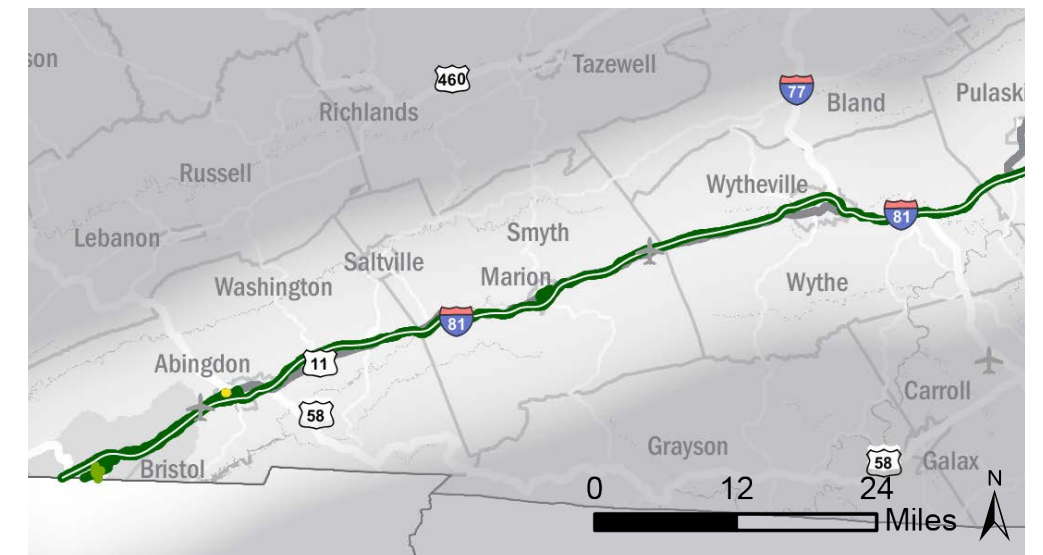 son
460
Tazewell
77
Bland
Pulaski
Richlands
Russell
Wytheville
81
Lebanon
Smyth
Saltville
Washington
Marion
Wythe
81
Abingdon
11
58
Carroll
Grayson
58
Galax
Bristol
N
0 12 24
Miles